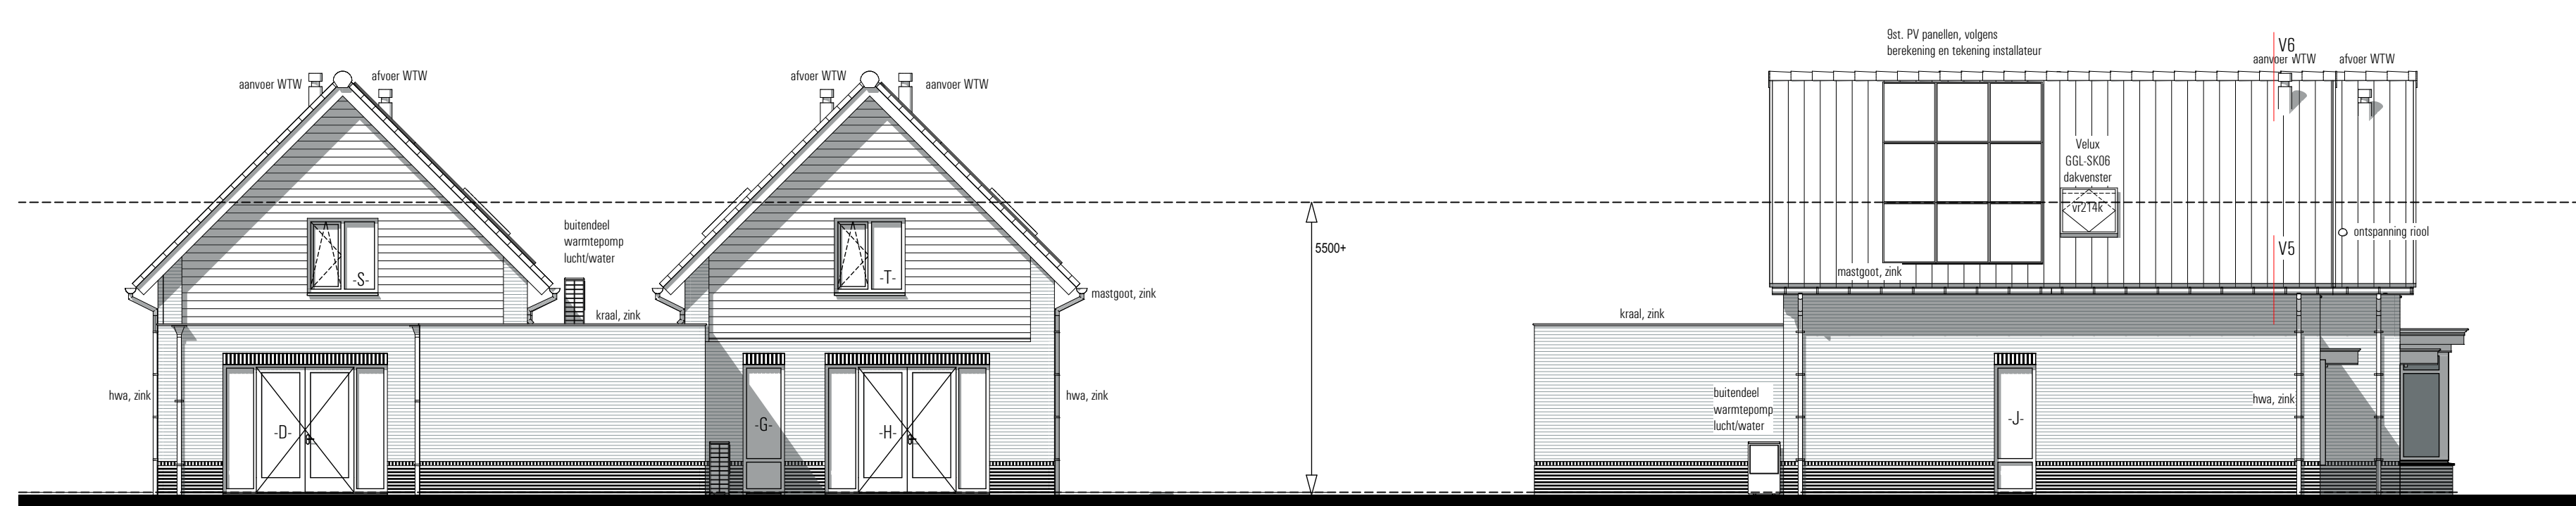 aanvoer WTW
afvoer WTW
-S-
buitendeel
warmtepomp
lucht/water
kraal, zink
hwa, zink
-D-
afvoer WTW
aanvoer WTW
-T-
mastgoot, zink
-G-
-H-
hwa, zink
5500+
9st. PV panellen, volgens
berekening en tekening installateur
V6
aanvoer WTW
afvoer WTW
Velux
GGL-SK06
dakvenster
vr214k
ontspanning riool
V5
mastgoot, zink
kraal, zink
buitendeel
warmtepomp
lucht/water
-J-
hwa, zink